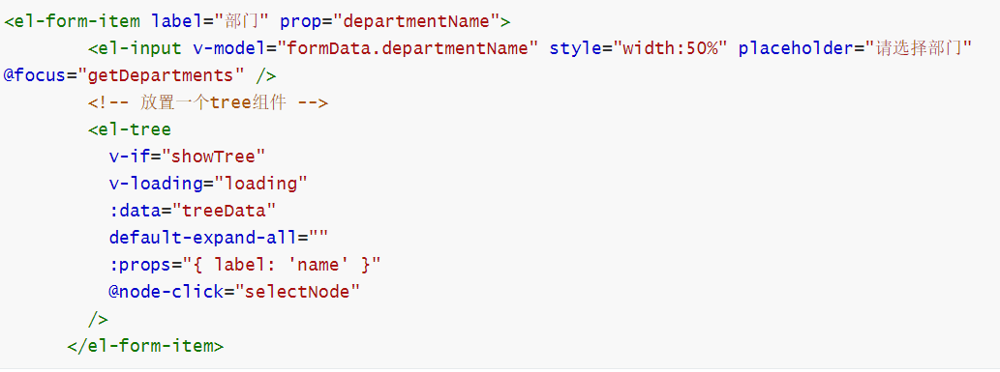 <el-form-item label="部门" prop="departmentName">
        <el-input v-model="formData.departmentName" style="width:50%" placeholder="请选择部门"
@focus="getDepartments" />
        <!-- 放置一个tree组件 -->
        <el-tree
          v-if="showTree"
          v-loading="loading"
          :data="treeData"
          default-expand-all=""
          :props="{ label: 'name' }"
          @node-click="selectNode"
        />
      </el-form-item>